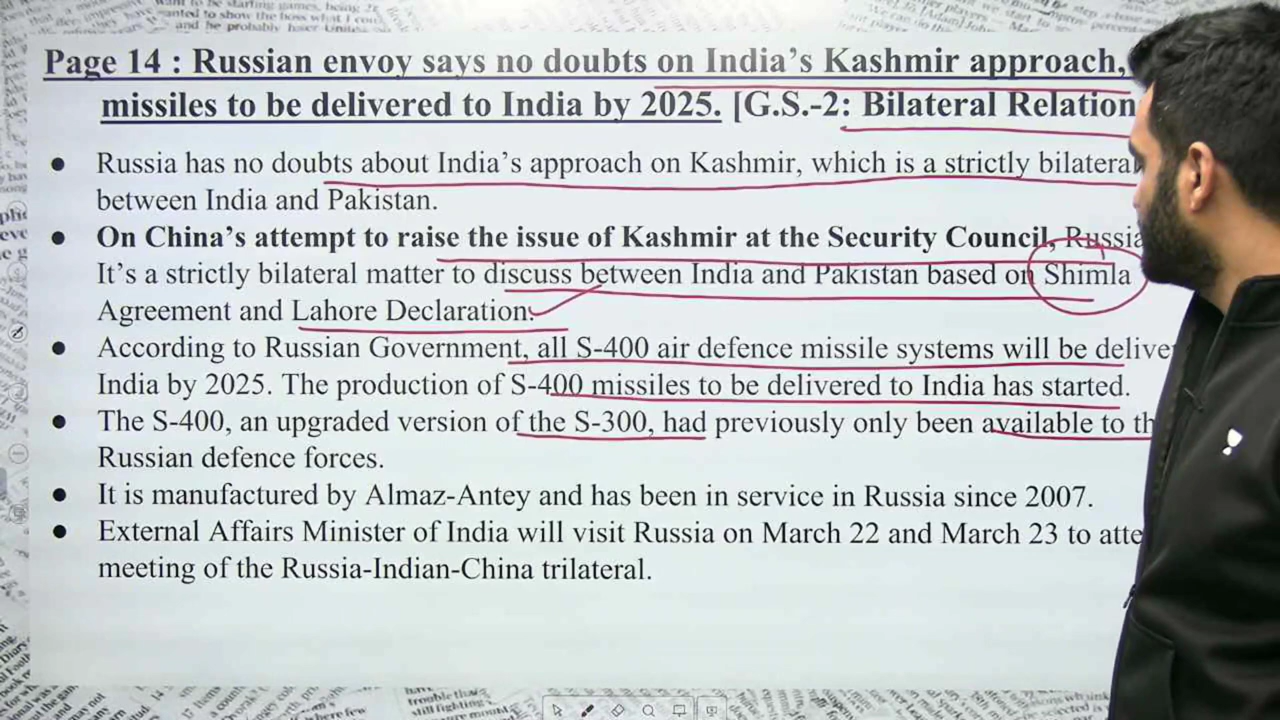 Page 14 : Russian envoy says no doubts on India's Kashmir approach,
missiles to be delivered to India by 2025. [G.S.-2: Bilateral Relation
● Russia has no doubts about India's approach on Kashmir, which is a strictly bilateral
between India and Pakistan.
● On China's attempt to raise the issue of Kashmir at the Security Council, Russia
It's a strictly bilateral matter to discuss between India and Pakistan based on Shimla
Agreement and Lahore Declaration.
● According to Russian Government, all S-400 air defence missile systems will be delive
India by 2025. The production of S-400 missiles to be delivered to India has started.
● The S-400, an upgraded version of the S-300, had previously only been available to th
Russian defence forces.
● It is manufactured by Almaz-Antey and has been in service in Russia since 2007.
● External Affairs Minister of India will visit Russia on March 22 and March 23 to atte
meeting of the Russia-Indian-China trilateral.